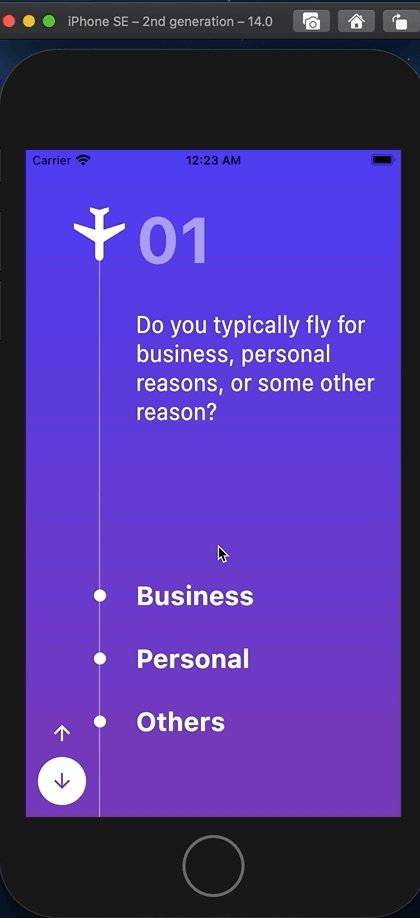 iPhone SE – 2nd generation – 14.0
Carrier 12:23 AM
01
Do you typically fly for
business, personal
reasons, or some other
reason?
Business
Personal
Others